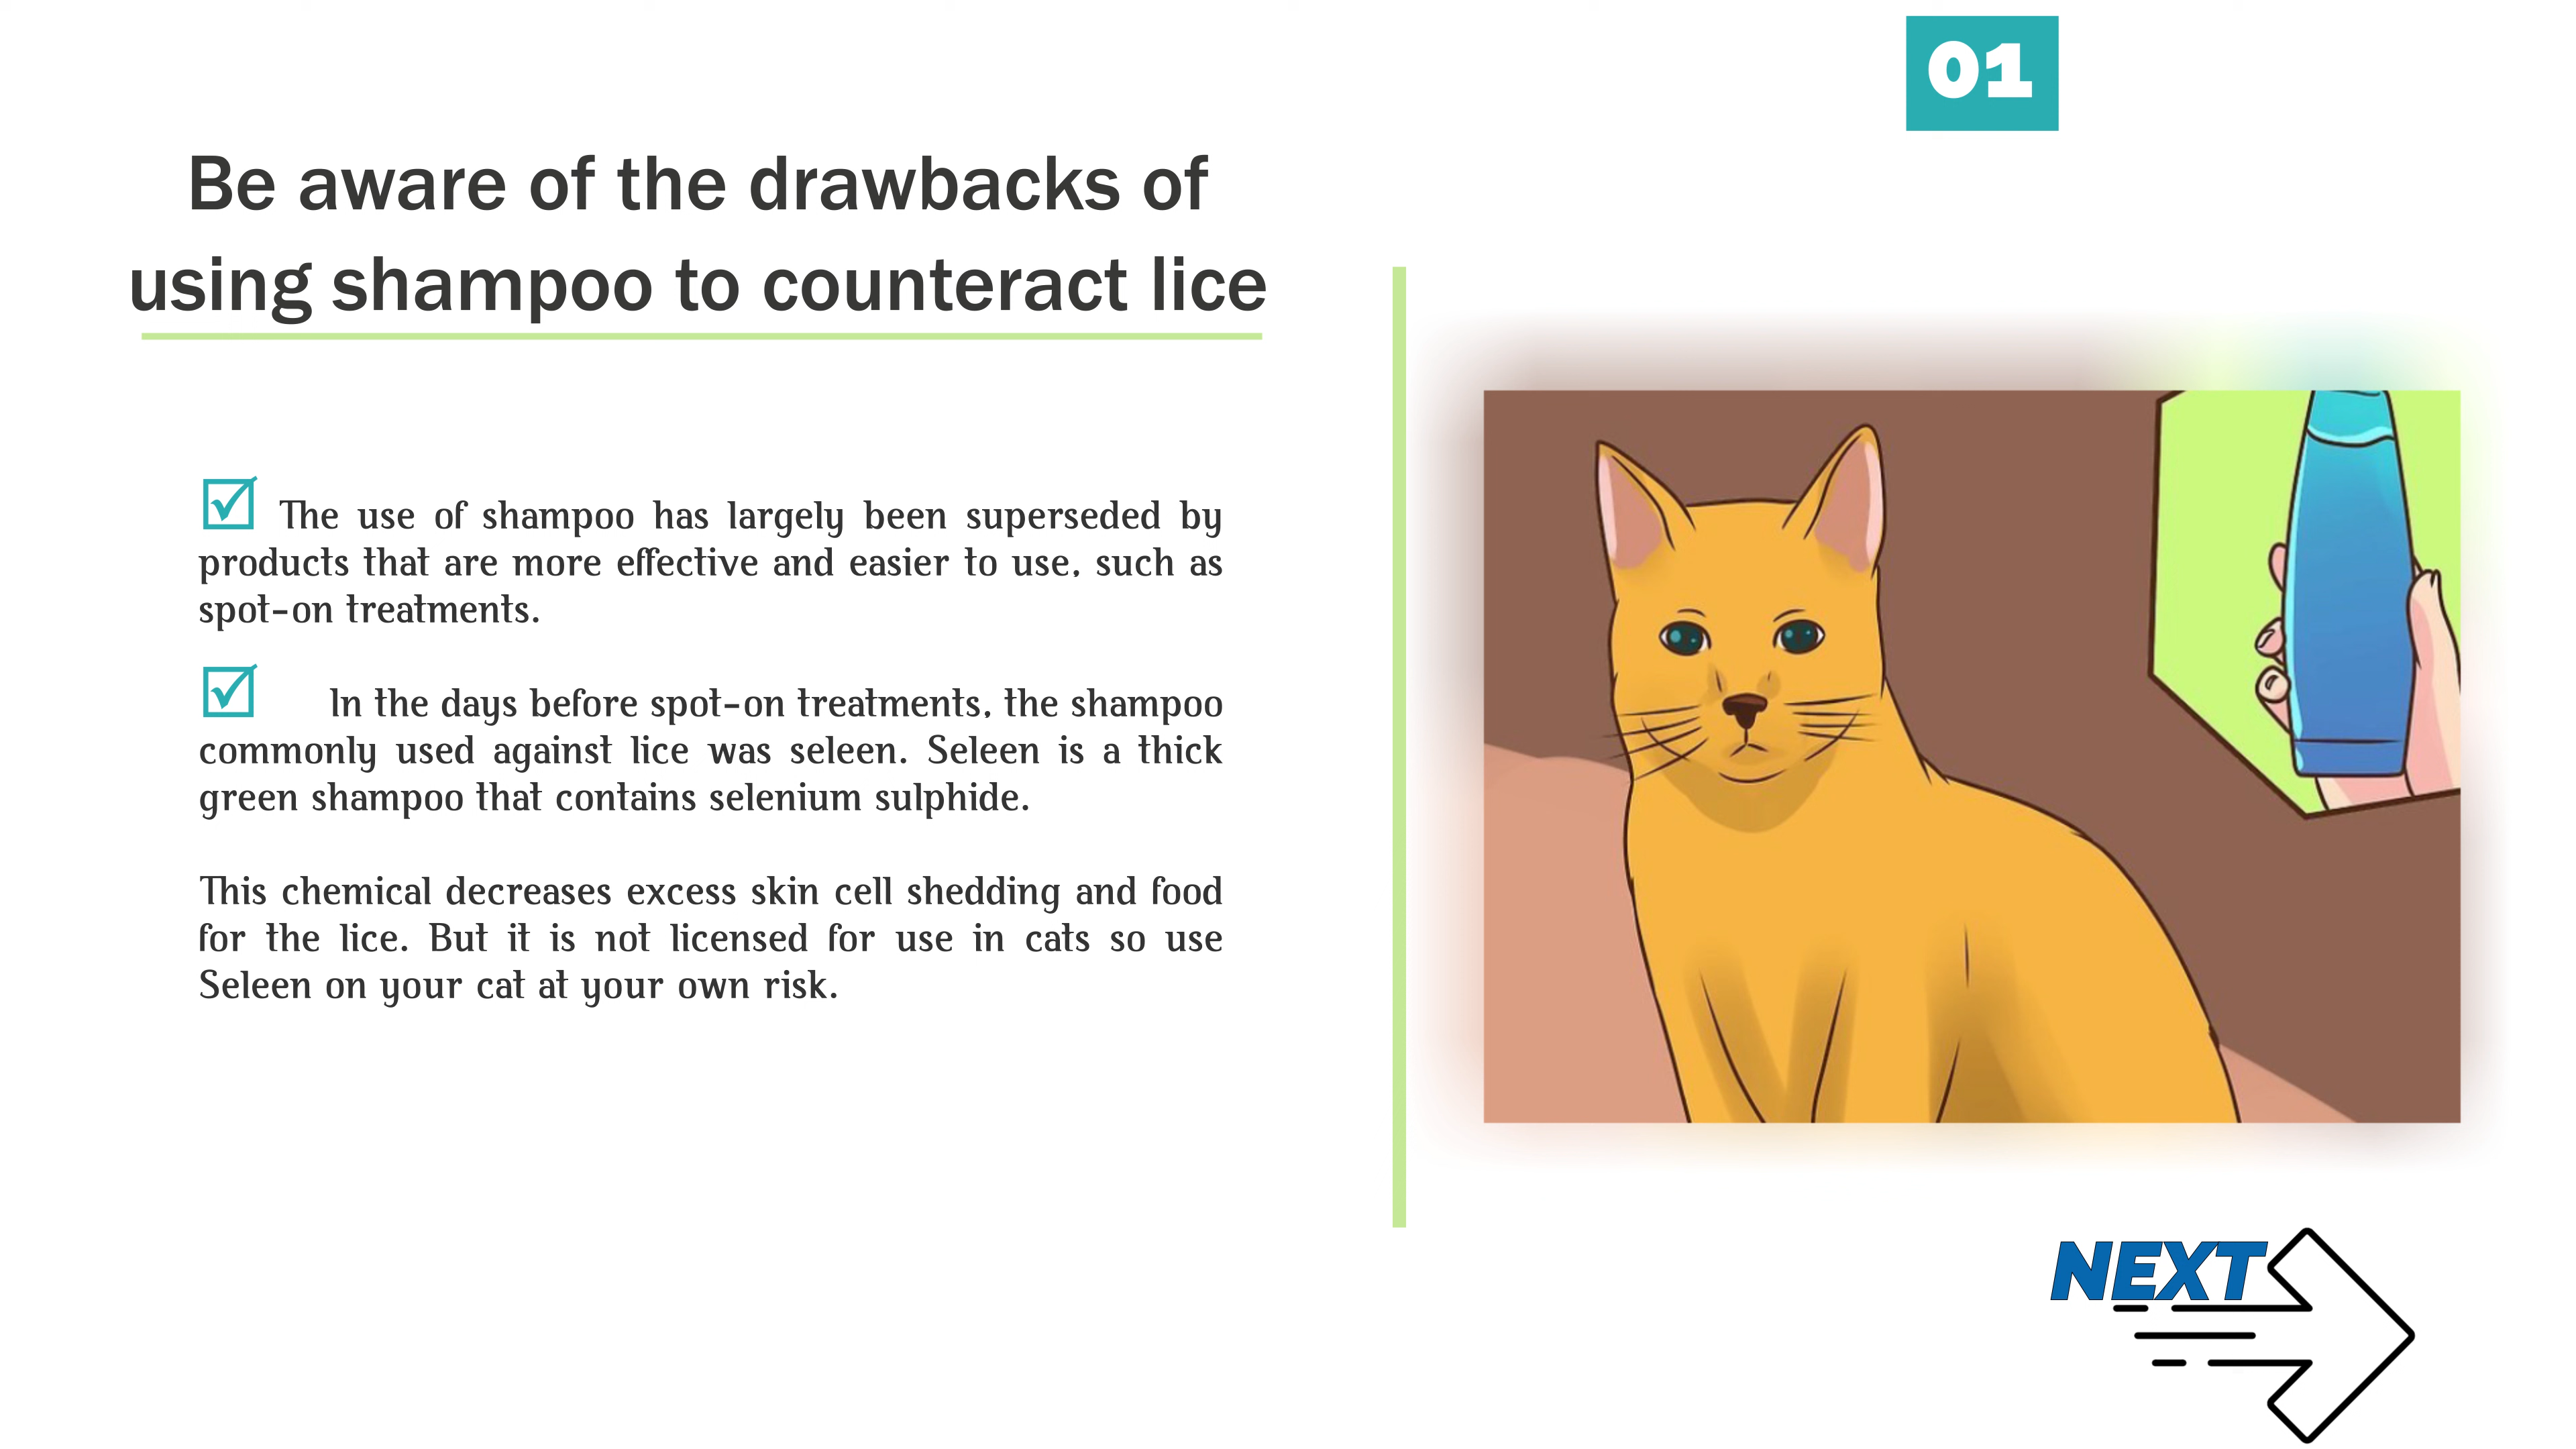 01
Be aware of the drawbacks of
using shampoo to counteract lice
The use of shampoo has largely been superseded by
products that are more effective and easier to use, such as
spot-on treatments.
In the days before spot-on treatments, the shampoo
commonly used against lice was seleen. Seleen is a thick
green shampoo that contains selenium sulphide.
This chemical decreases excess skin cell shedding and food
for the lice. But it is not licensed for use in cats so use
Seleen on your cat at your own risk.
NEXT